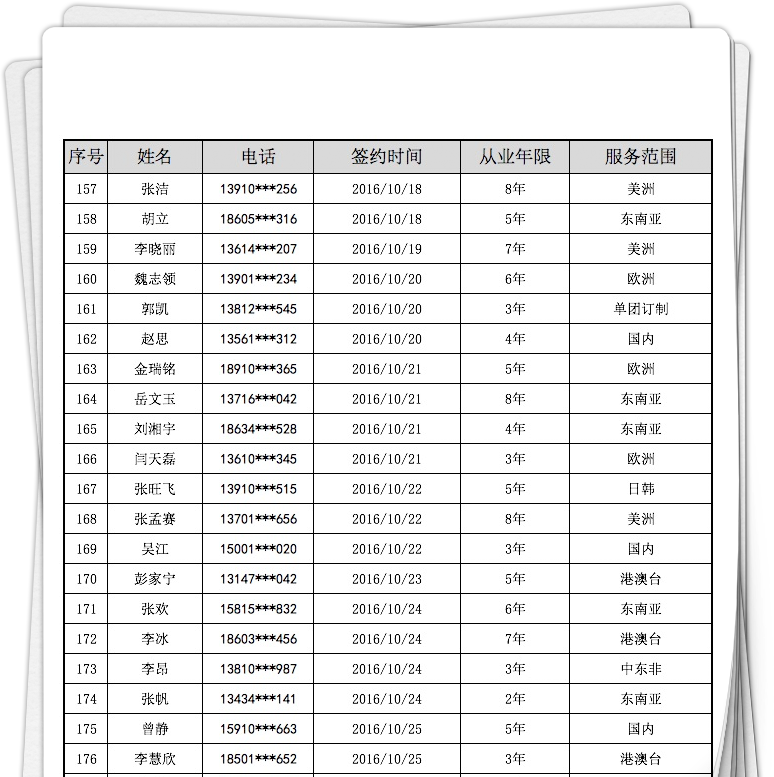 序号 姓名 电话 签约时间 从业年限 服务范围
157 张洁 13910***256 2016/10/18 8年 美洲
158 胡立 18605***316 2016/10/18 5年 东南亚
159 李晓丽 13614***207 2016/10/19 7年 美洲
160 魏志领 13901***234 2016/10/20 6年 欧洲
161 郭凯 13812***545 2016/10/20 3年 单团订制
162 赵思 13561***312 2016/10/20 4年 国内
163 金瑞铭 18910***365 2016/10/21 5年 欧洲
164 岳文玉 13716***042 2016/10/21 8年 东南亚
165 刘湘宇 18634***528 2016/10/21 4年 东南亚
166 闫天磊 13610***345 2016/10/21 3年 欧洲
167 张旺飞 13910***515 2016/10/22 5年 日韩
168 张孟赛 13701***656 2016/10/22 8年 美洲
169 吴江 15001***020 2016/10/22 3年 国内
170 彭家宁 13147***042 2016/10/23 5年 港澳台
171 张欢 15815***832 2016/10/24 6年 东南亚
172 李冰 18603***456 2016/10/24 7年 港澳台
173 李昂 13810***987 2016/10/24 3年 中东非
174 张帆 13434***141 2016/10/24 2年 东南亚
175 曾静 15910***663 2016/10/25 5年 国内
176 李慧欣 18501***652 2016/10/25 3年 港澳台